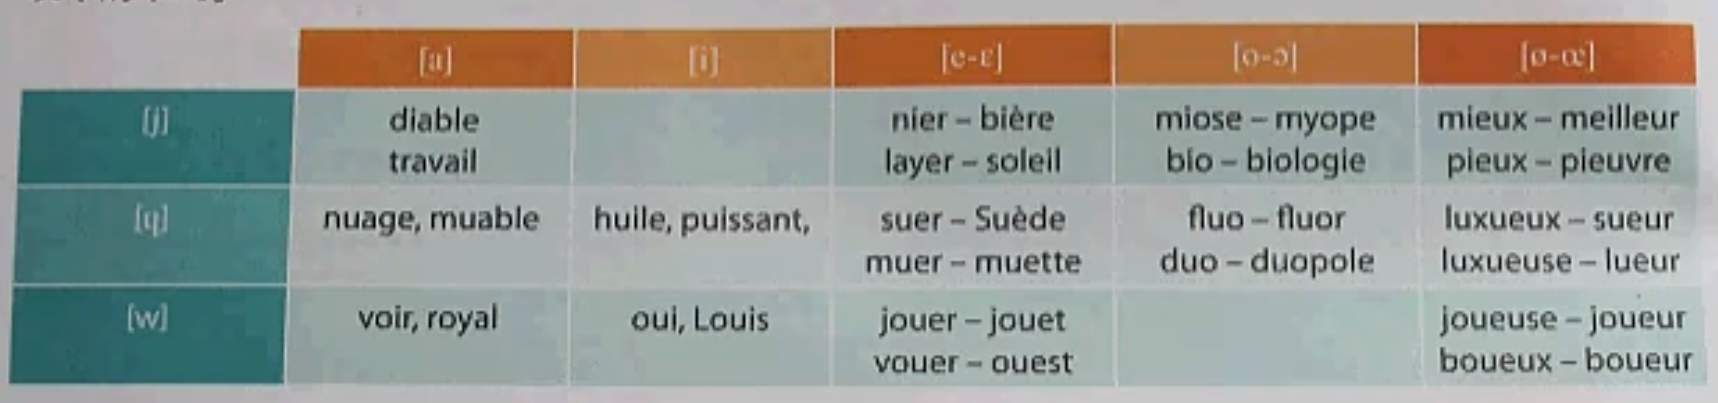 [a] [i] [e-ɛ] [o-ɔ] [ø-œ]
[j] diable nier – bière miose – myope mieux – meilleur
travail layer – soleil bio – biologie pieux – pieuvre
[ɥ] nuage, muable huile, puissant, suer – Suède fluo – fluor luxueux – sueur
muer – muette duo – duopole luxueuse – lueur
[w] voir, royal oui, Louis jouer – jouet joueuse – joueur
vouer – ouest boueux – boueur